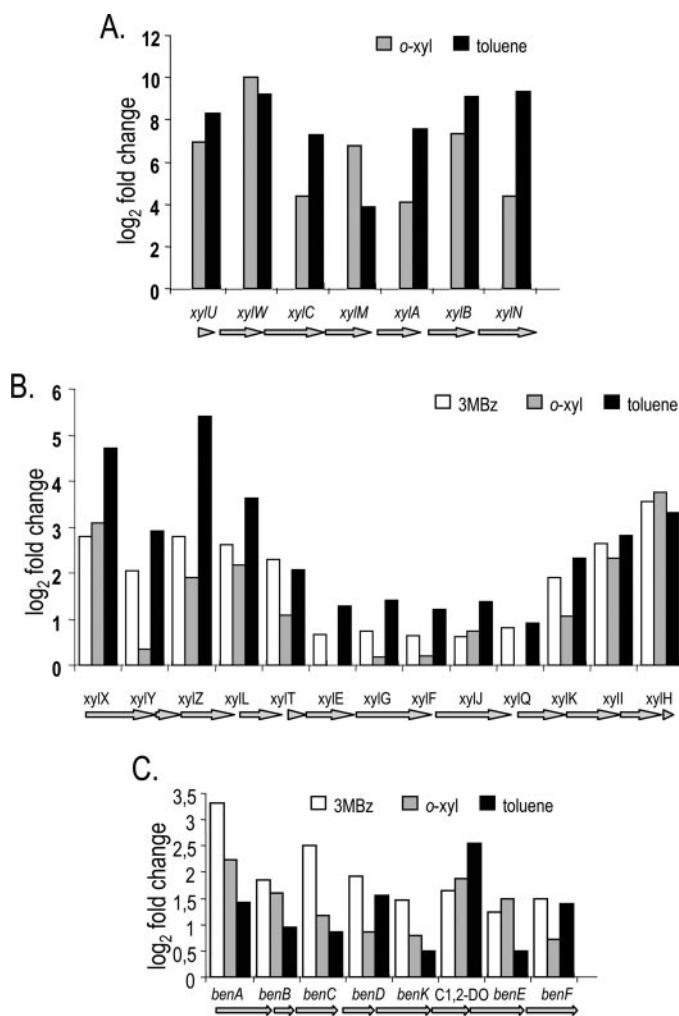 A.
o-xyl toluene
log2 fold change
12
10
8
6
4
2
0
xylU xylW xylC xylM xylA xylB xylN
B.
3MBz o-xyl toluene
log2 fold change
6
5
4
3
2
1
0
xylX xylY xylZ xylL xylT xylE xylG xylF xylJ xylQ xylK xylI xylH
C.
3MBz o-xyl toluene
log2 fold change
3,5
3
2,5
2
1,5
1
0,5
0
benA benB benC benD benK C1,2-DO benE benF